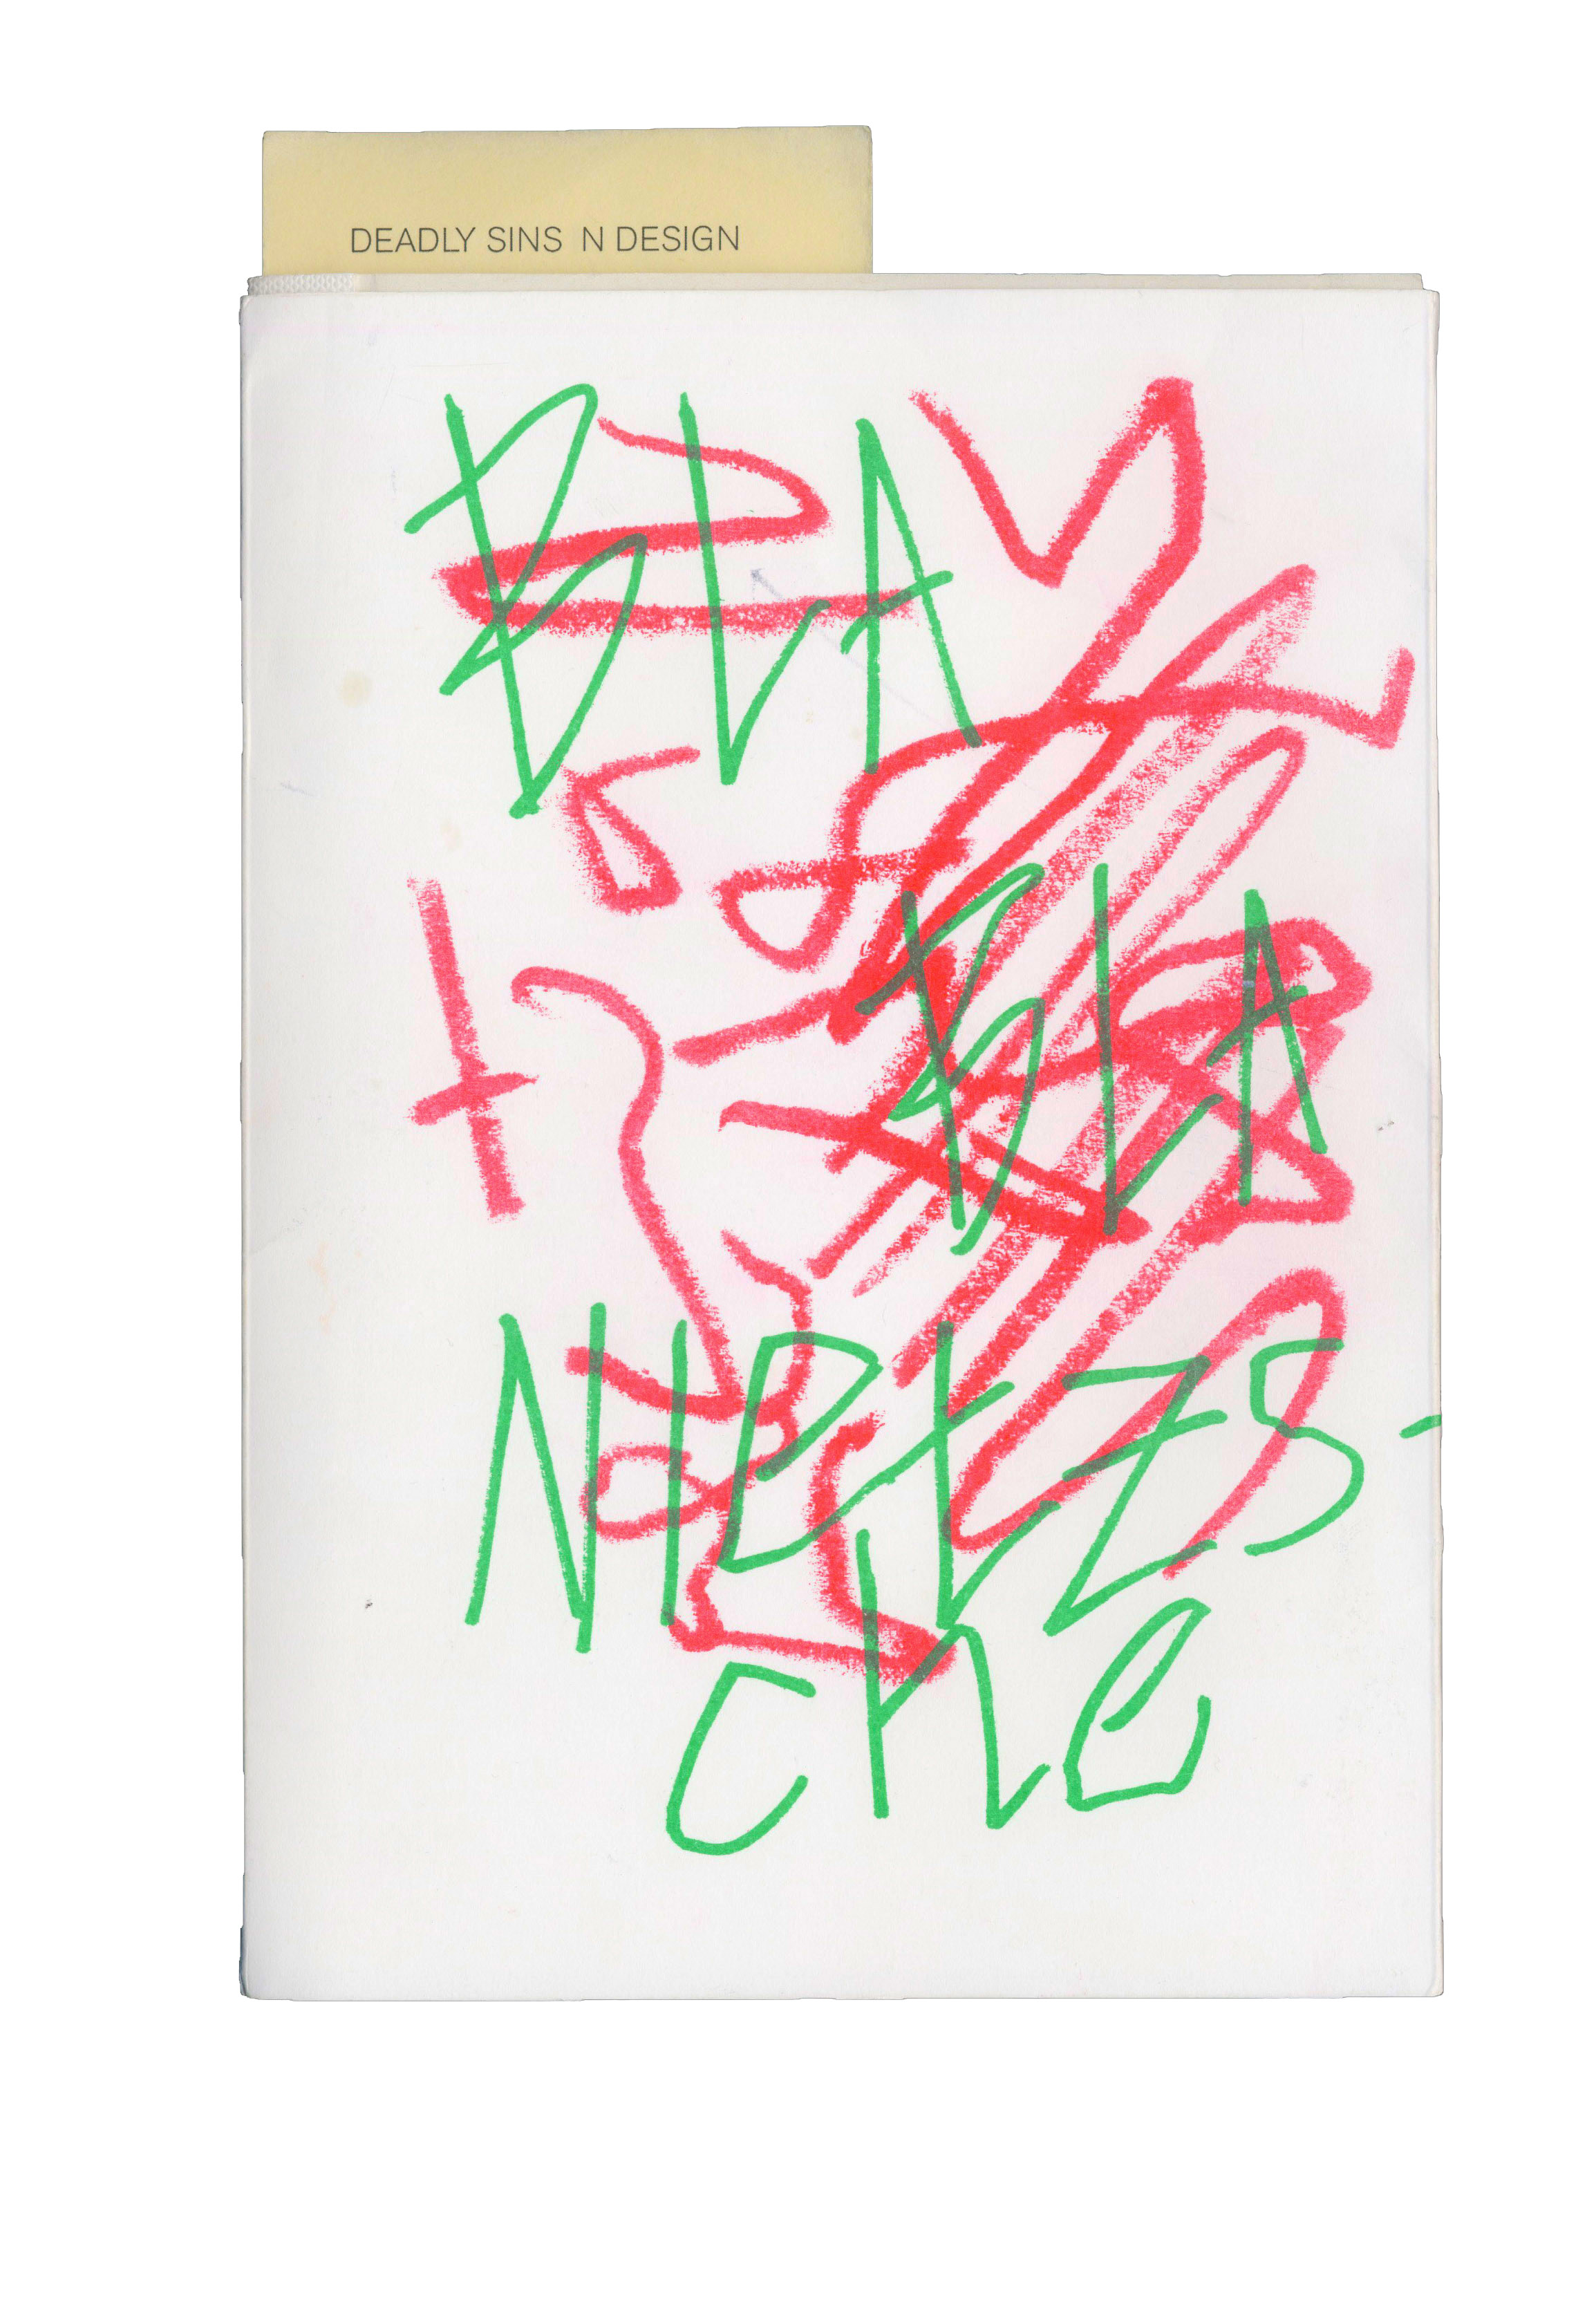 DEADLY SINS N DESIGN
BLA
BLA
NIETZS-
CHE